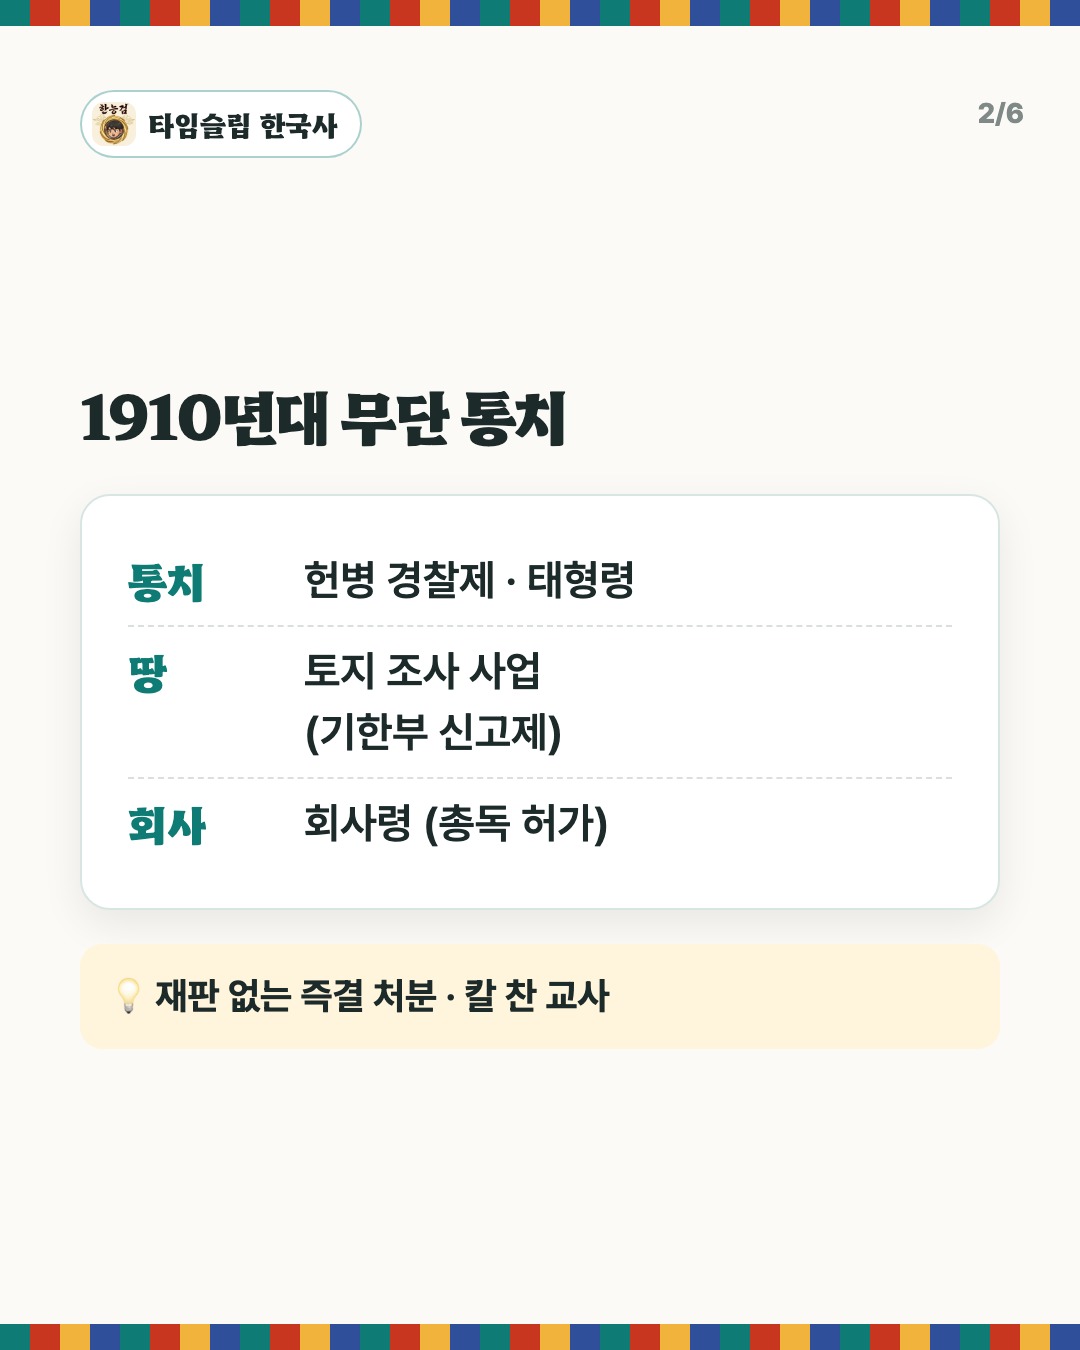 한능검
타임슬립 한국사
2/6
1910년대 무단 통치
통치
헌병 경찰제 · 태형령
땅
토지 조사 사업
(기한부 신고제)
회사
회사령 (총독 허가)
재판 없는 즉결 처분 · 칼 찬 교사